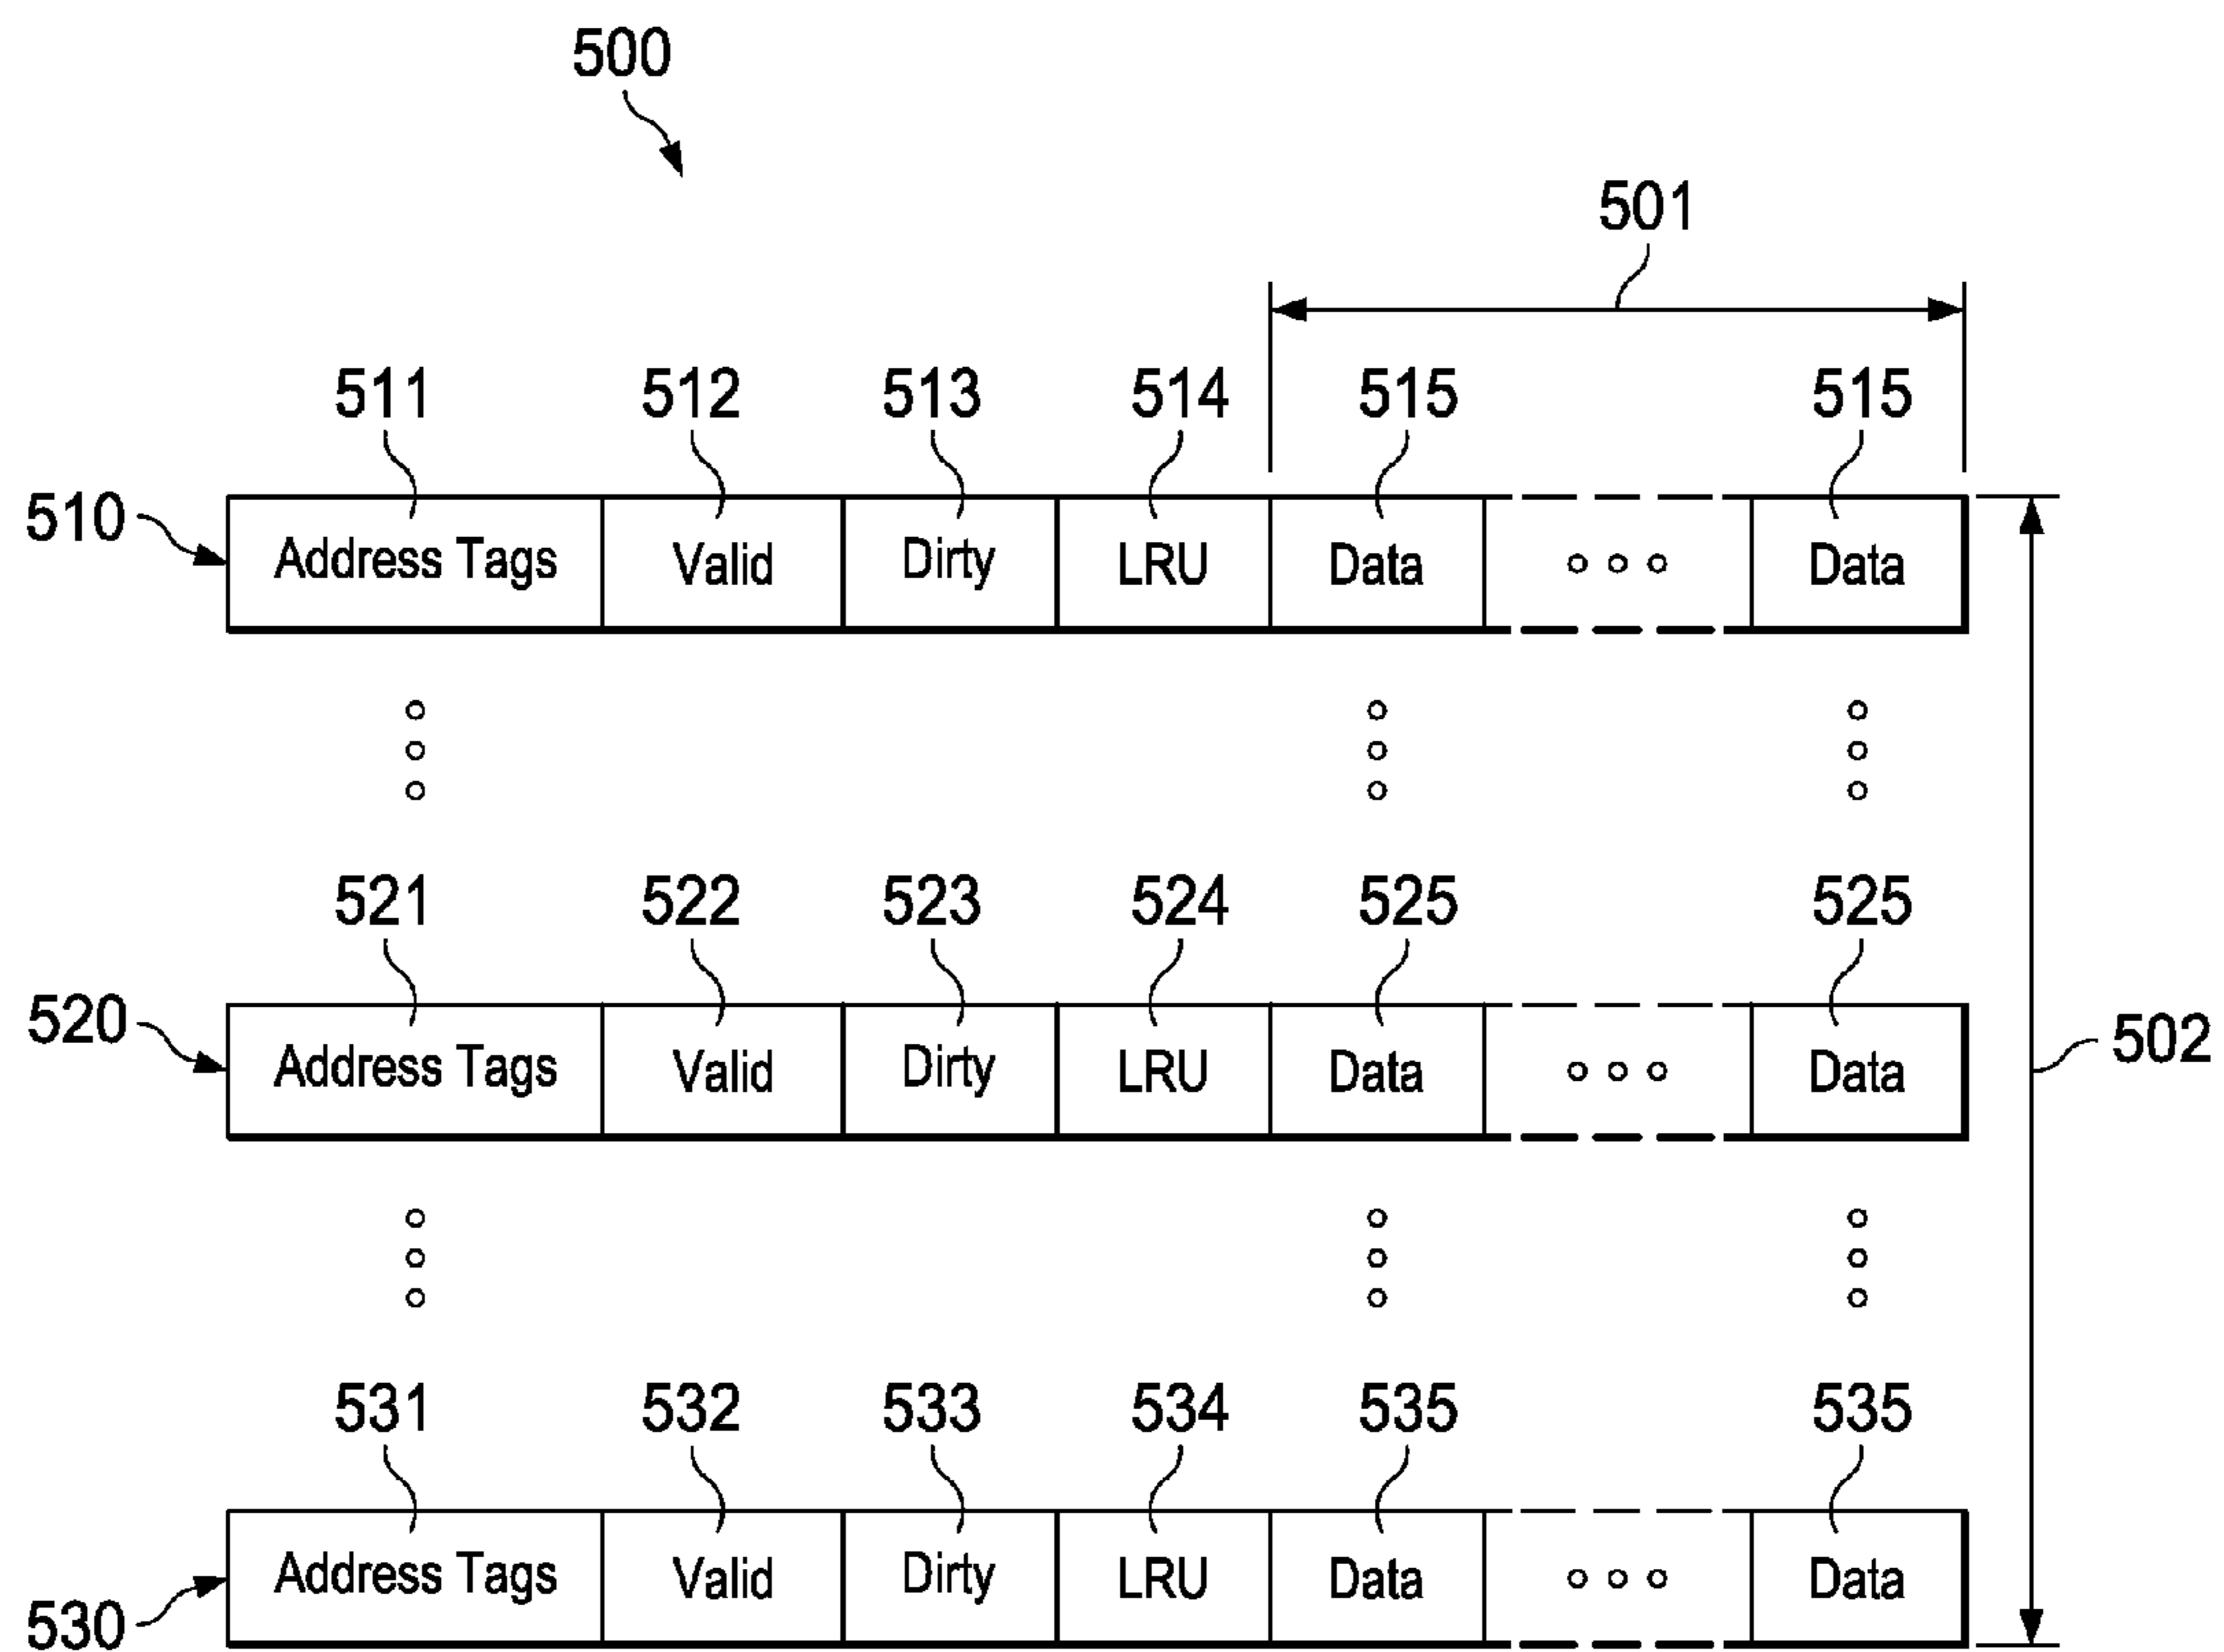 500
501
511 512 513 514 515 515
510
Address Tags Valid Dirty LRU Data Data
521 522 523 524 525 525
520
Address Tags Valid Dirty LRU Data Data
502
531 532 533 534 535 535
Address Tags Valid Dirty LRU Data Data
530